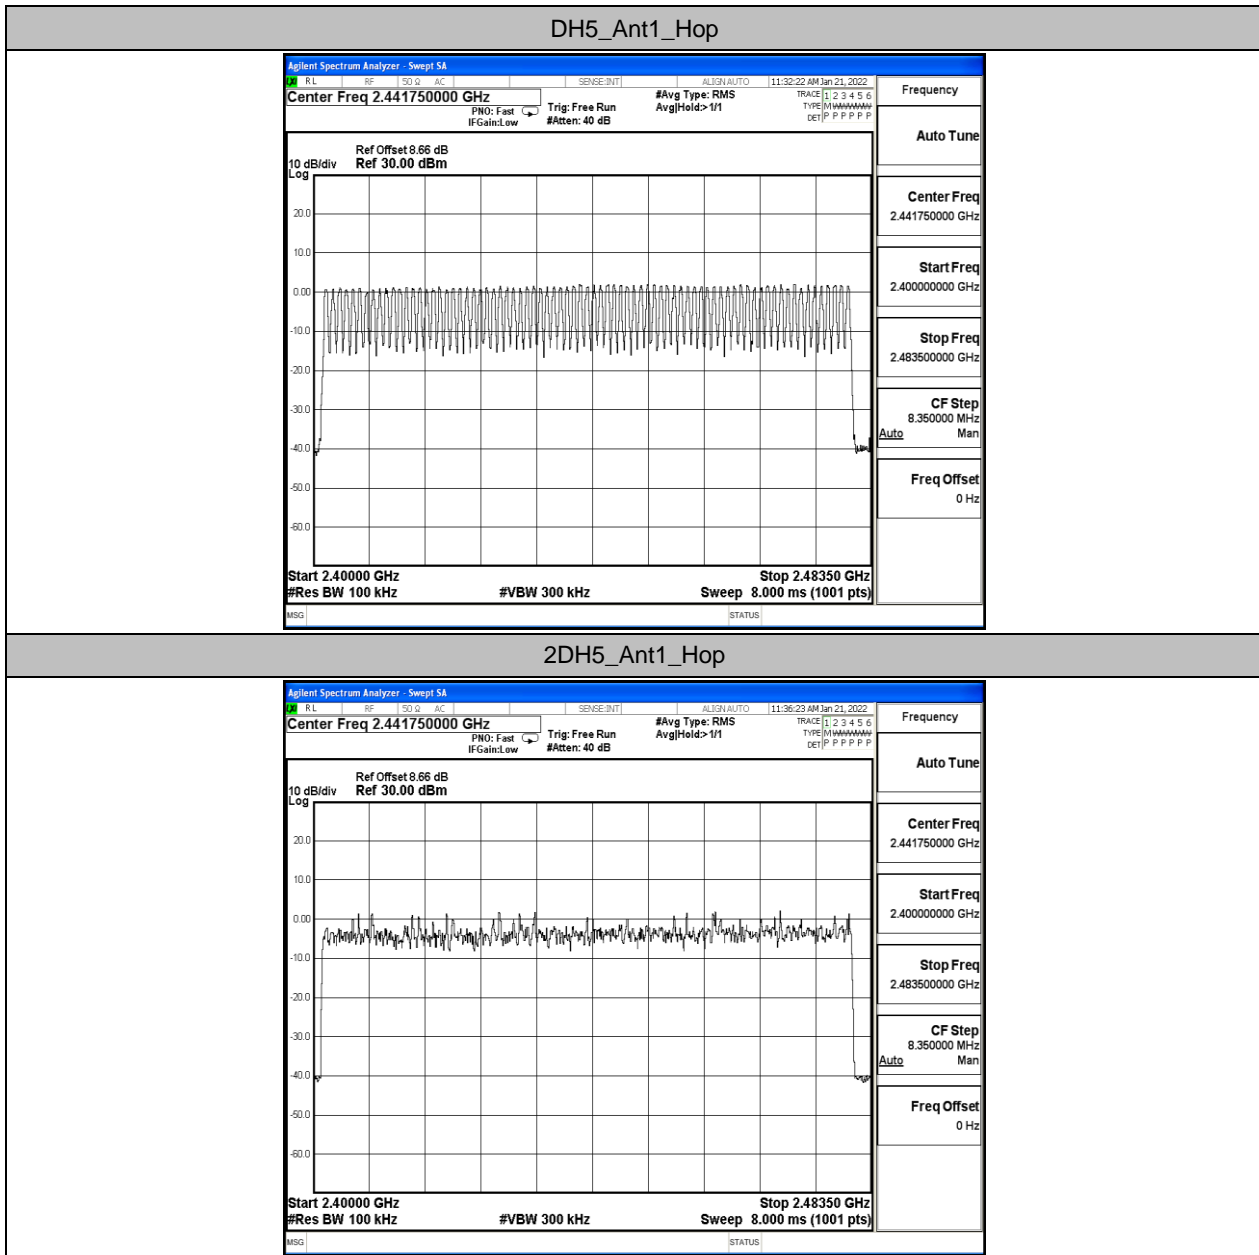 DH5_Ant1_Hop
Agilent Spectrum Analyzer - Swept SA
RL RF 50 Ω AC SENSE:INT ALIGN AUTO 11:32:22 AM Jan 21, 2022
Center Freq 2.441750000 GHz
#Avg Type: RMS
TRACE 1 2 3 4 5 6
PNO: Fast Trig: Free Run Avg|Hold:>1/1
TYPE M WWWWW
IFGain:Low #Atten: 40 dB
DET P P P P P P
Frequency
Auto Tune
Ref Offset 8.66 dB
10 dB/div Ref 30.00 dBm
Log
20.0
10.0
0.00
-10.0
-20.0
-30.0
-40.0
-50.0
-60.0
Center Freq
2.441750000 GHz
Start Freq
2.400000000 GHz
Stop Freq
2.483500000 GHz
CF Step
8.350000 MHz
Auto Man
Freq Offset
0 Hz
Start 2.40000 GHz Stop 2.48350 GHz
#Res BW 100 kHz #VBW 300 kHz Sweep 8.000 ms (1001 pts)
MSG STATUS
2DH5_Ant1_Hop
Agilent Spectrum Analyzer - Swept SA
RL RF 50 Ω AC SENSE:INT ALIGN AUTO 11:36:23 AM Jan 21, 2022
Center Freq 2.441750000 GHz
#Avg Type: RMS
TRACE 1 2 3 4 5 6
PNO: Fast Trig: Free Run Avg|Hold:>1/1
TYPE M WWWWW
IFGain:Low #Atten: 40 dB
DET P P P P P P
Frequency
Auto Tune
Ref Offset 8.66 dB
10 dB/div Ref 30.00 dBm
Log
20.0
10.0
0.00
-10.0
-20.0
-30.0
-40.0
-50.0
-60.0
Center Freq
2.441750000 GHz
Start Freq
2.400000000 GHz
Stop Freq
2.483500000 GHz
CF Step
8.350000 MHz
Auto Man
Freq Offset
0 Hz
Start 2.40000 GHz Stop 2.48350 GHz
#Res BW 100 kHz #VBW 300 kHz Sweep 8.000 ms (1001 pts)
MSG STATUS